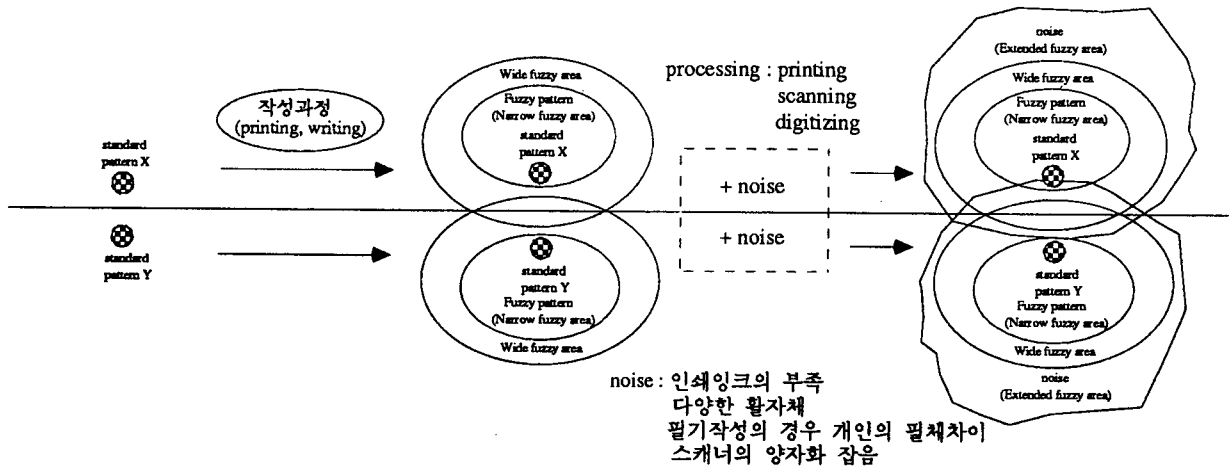 작성과정
(printing, writing)
standard
pattern X
standard
pattern Y
Wide fuzzy area
Fuzzy pattern
(Narrow fuzzy area)
standard
pattern X
standard
pattern Y
Fuzzy pattern
(Narrow fuzzy area)
Wide fuzzy area
processing : printing
scanning
digitizing
+ noise
+ noise
noise
(Extended fuzzy area)
Wide fuzzy area
Fuzzy pattern
(Narrow fuzzy area)
standard
pattern X
standard
pattern Y
Fuzzy pattern
(Narrow fuzzy area)
Wide fuzzy area
noise
(Extended fuzzy area)
noise : 인쇄잉크의 부족
다양한 활자체
필기작성의 경우 개인의 필체차이
스캐너의 양자화 잡음